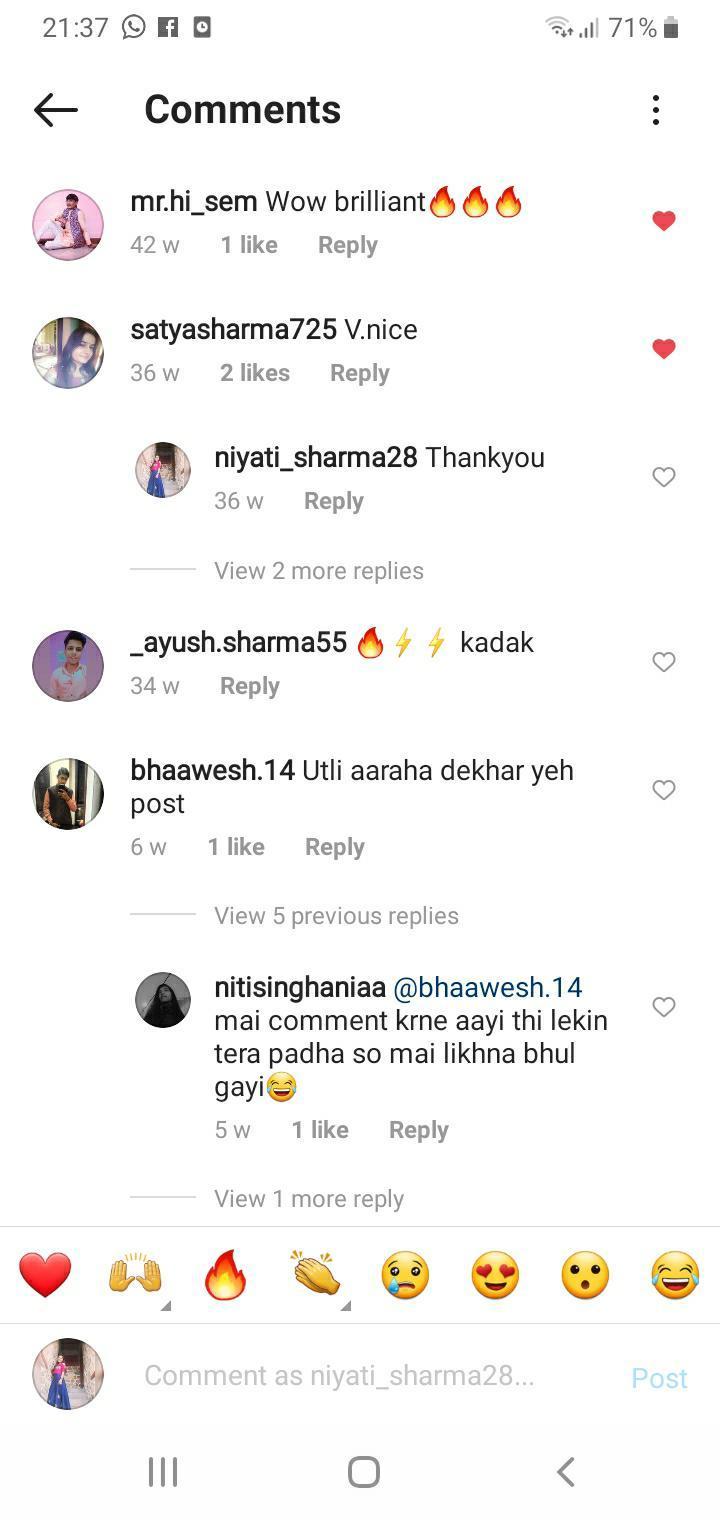 21:37 71%
Comments
mr.hi_sem Wow brilliant🔥🔥🔥
42 w 1 like Reply
satyasharma725 V.nice
36 w 2 likes Reply
niyati_sharma28 Thankyou
36 w Reply
View 2 more replies
_ayush.sharma55 🔥⚡⚡ kadak
34 w Reply
bhaawesh.14 Utli aaraha dekhar yeh
post
6 w 1 like Reply
View 5 previous replies
nitisinghaniaa @bhaawesh.14
mai comment krne aayi thi lekin
tera padha so mai likhna bhul
gayi😂
5 w 1 like Reply
View 1 more reply
❤️ 🙌 🔥 👏 😢 😍 😮 😂
Comment as niyati_sharma28... Post